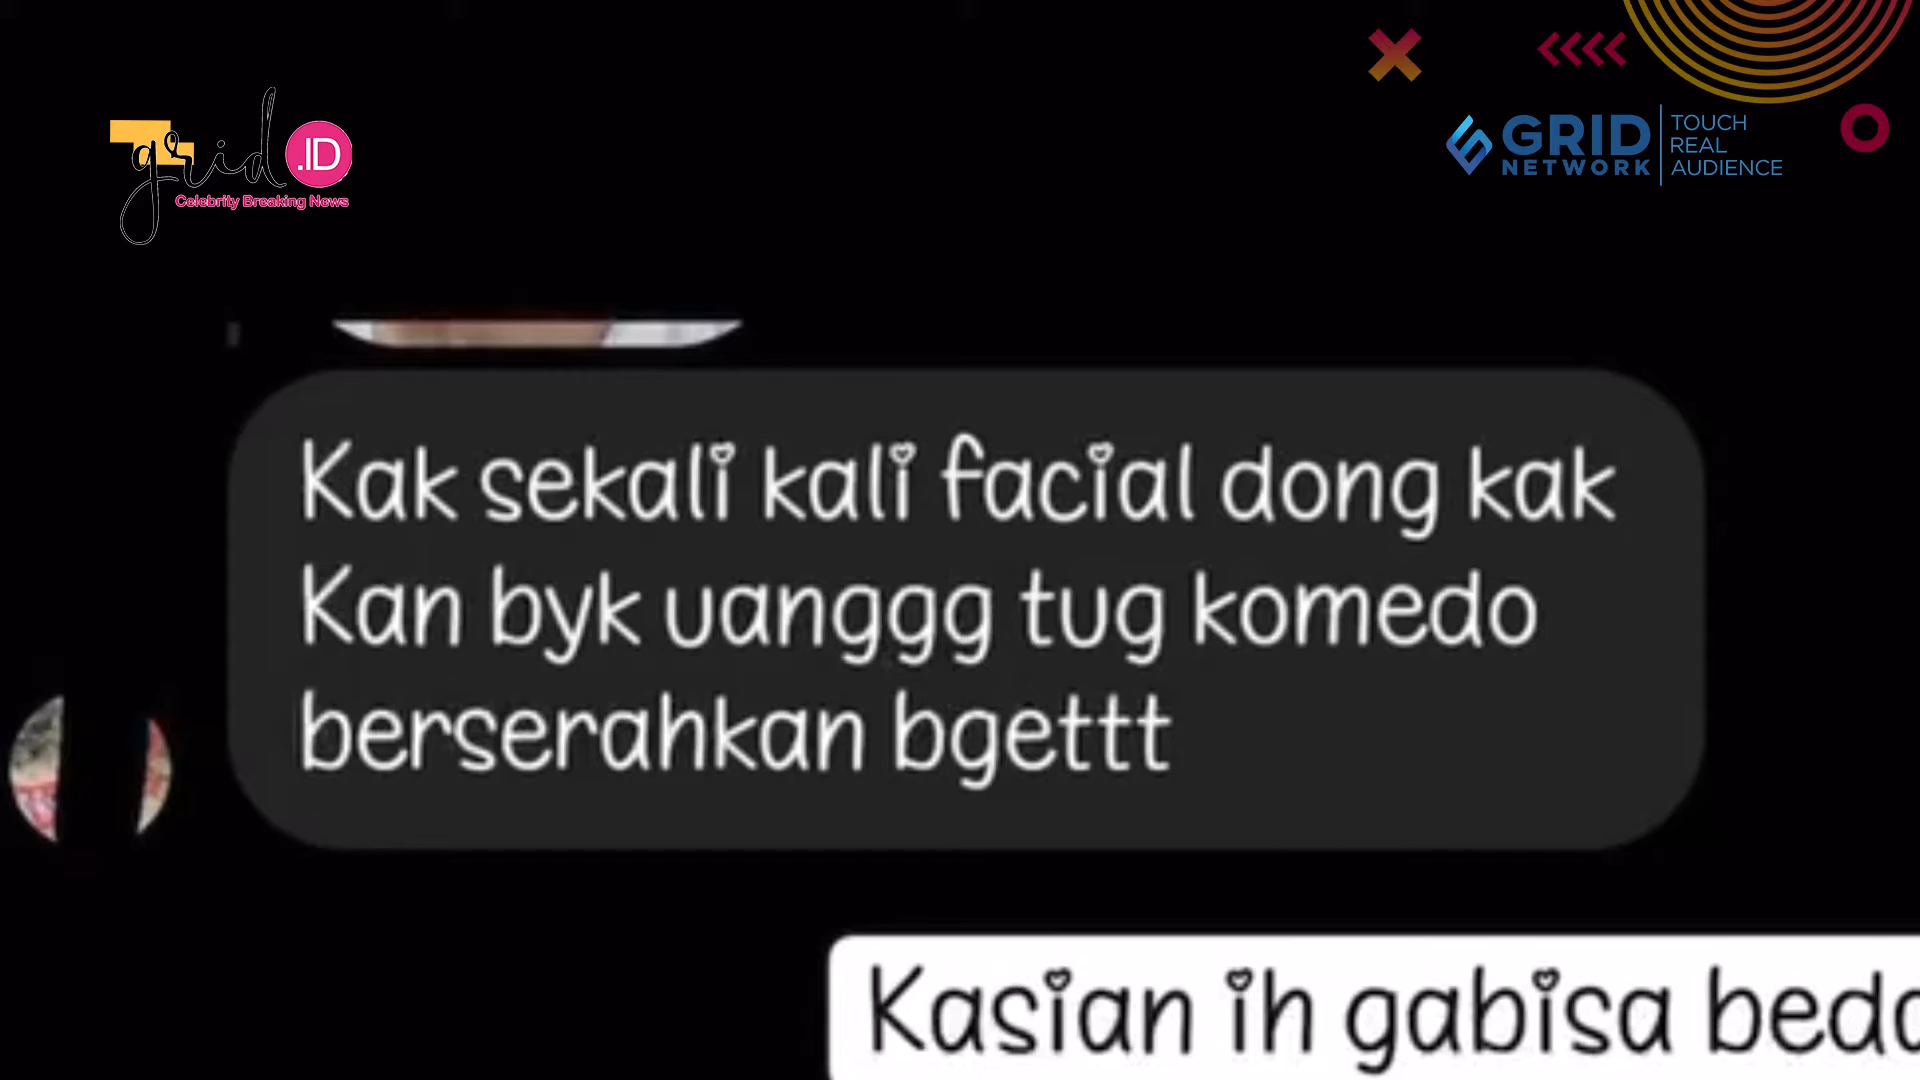 grid.ID
Celebrity Breaking News
GRID
NETWORK
TOUCH
REAL
AUDIENCE
Kak sekali kali facial dong kak
Kan byk uanggg tug komedo
berserahkan bgettt
Kasian ih gabisa